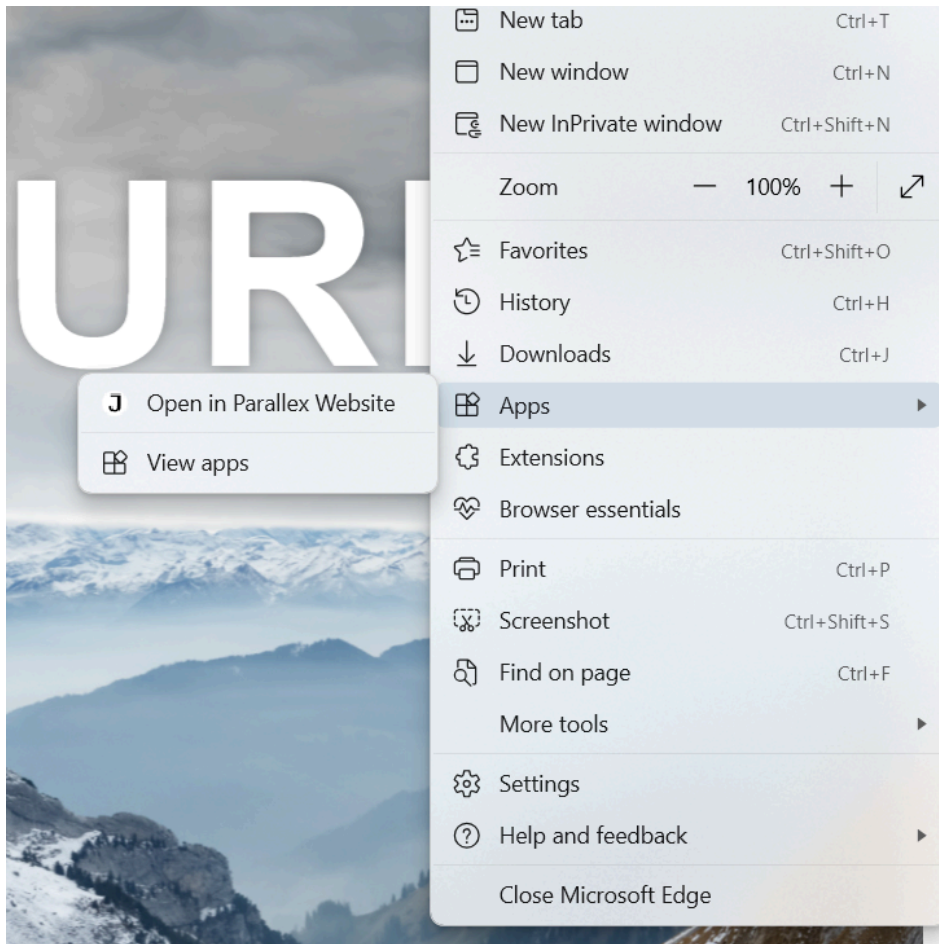 New tab Ctrl+T
New window Ctrl+N
New InPrivate window Ctrl+Shift+N
Zoom 100%
UR
Favorites Ctrl+Shift+O
History Ctrl+H
Downloads Ctrl+J
J Open in Parallex Website
Apps
View apps
Extensions
Browser essentials
Print Ctrl+P
Screenshot Ctrl+Shift+S
Find on page Ctrl+F
More tools
Settings
Help and feedback
Close Microsoft Edge